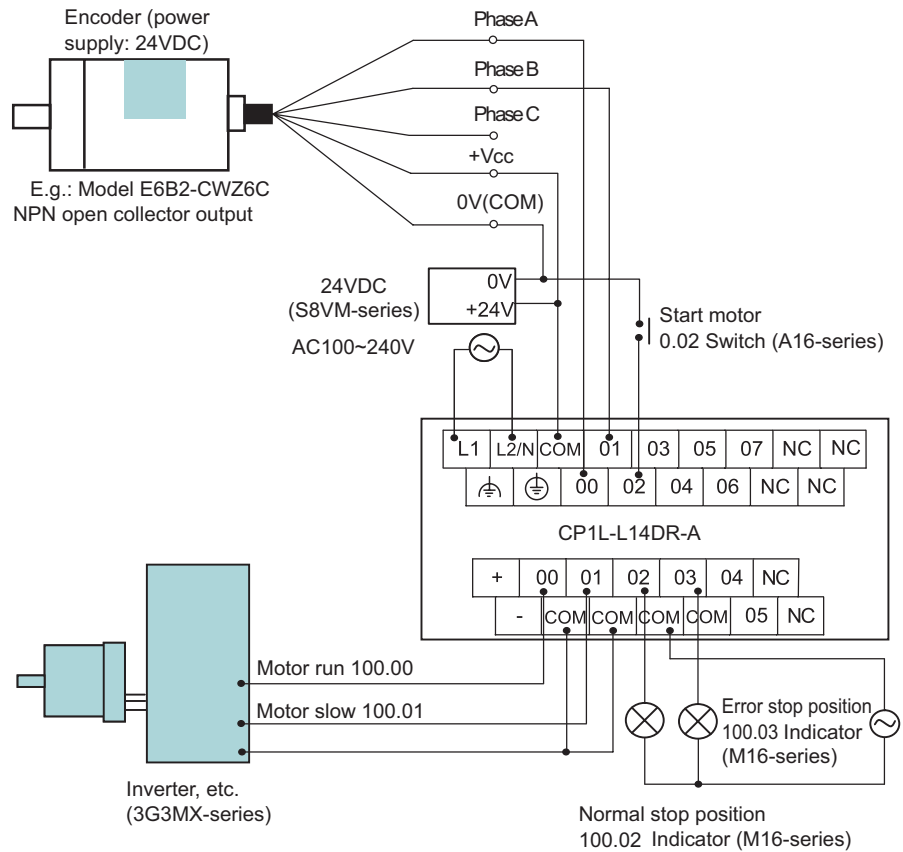 Encoder (power
supply: 24VDC)
Phase A
Phase B
Phase C
+Vcc
0V(COM)
E.g.: Model E6B2-CWZ6C
NPN open collector output
24VDC
(S8VM-series)
0V
+24V
AC100~240V
Start motor
0.02 Switch (A16-series)
L1 L2/N COM 01 03 05 07 NC NC
00 02 04 06 NC NC
CP1L-L14DR-A
+ 00 01 02 03 04 NC
- COM COM COM COM 05 NC
Motor run 100.00
Motor slow 100.01
Error stop position
100.03 Indicator
(M16-series)
Inverter, etc.
(3G3MX-series)
Normal stop position
100.02 Indicator (M16-series)